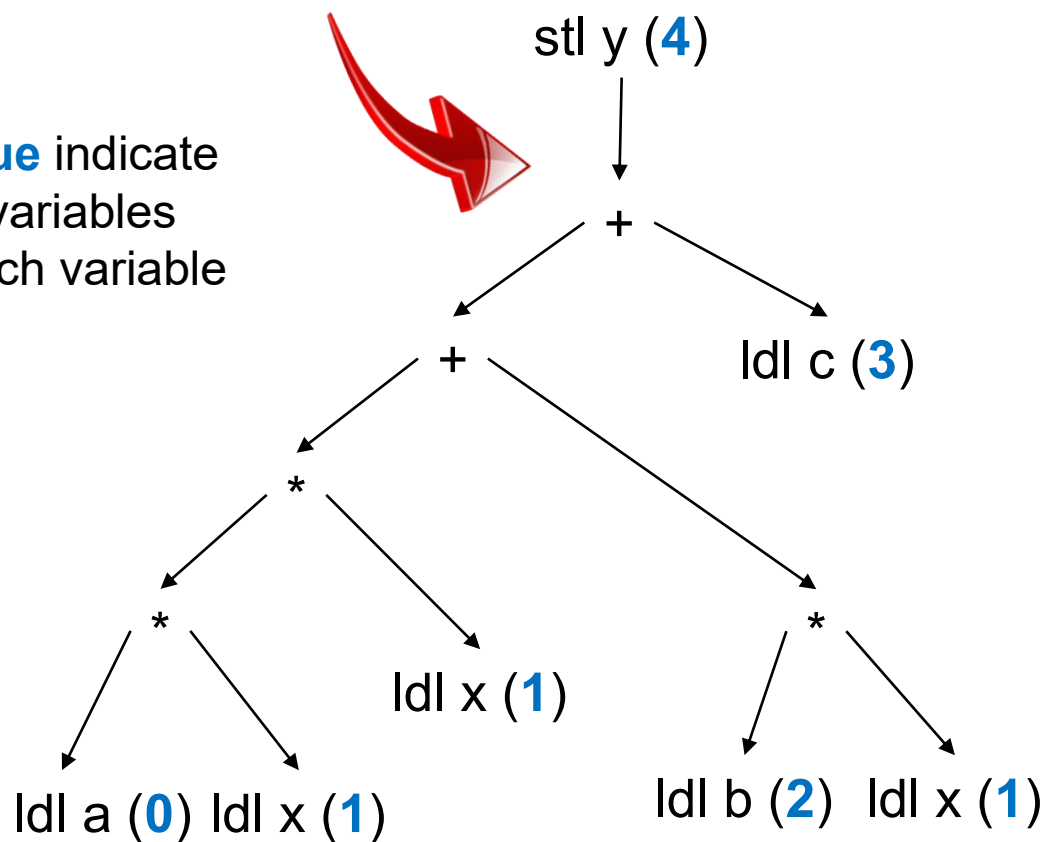 stl y (4)
ue indicate
variables
ch variable
+
+
ldl c (3)
*
*
*
ldl x (1)
ldl a (0) ldl x (1)
ldl b (2) ldl x (1)